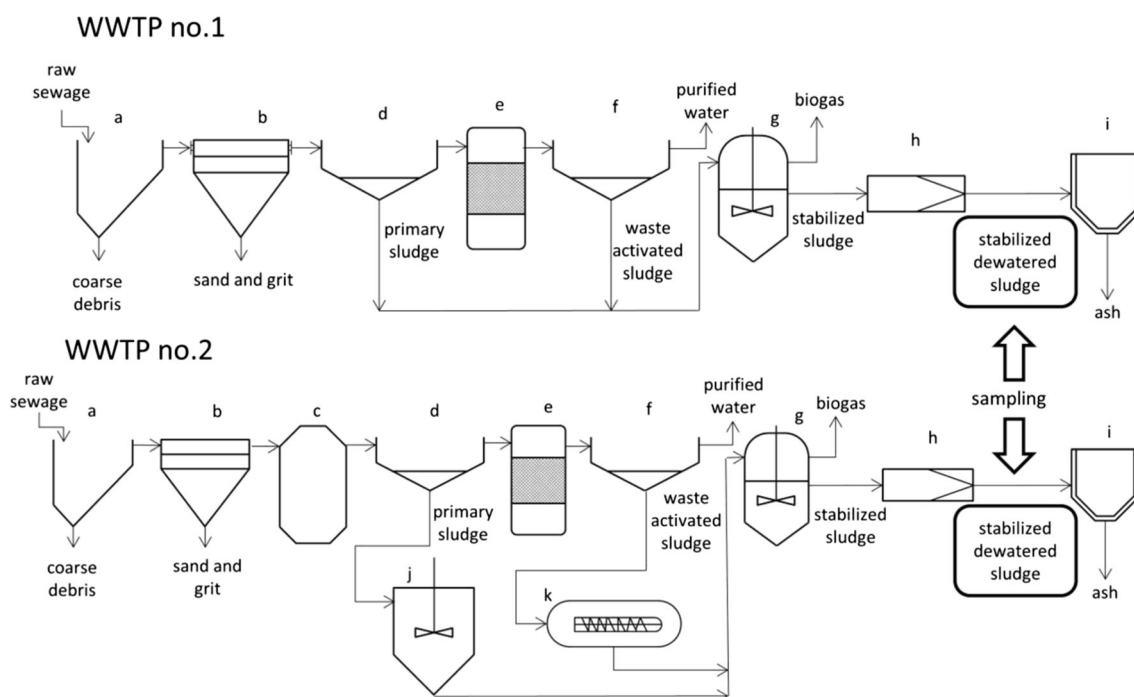 WWTP no.1
raw
sewage
a
b
d
e
f
purified
water
g
biogas
h
i
primary
sludge
waste
activated
sludge
stabilized
sludge
stabilized
dewatered
sludge
coarse
debris
sand and grit
ash
WWTP no.2
sampling
raw
sewage
a
b
c
d
e
f
purified
water
g
biogas
h
i
primary
sludge
waste
activated
sludge
stabilized
sludge
stabilized
dewatered
sludge
coarse
debris
sand and
grit
j
k
ash